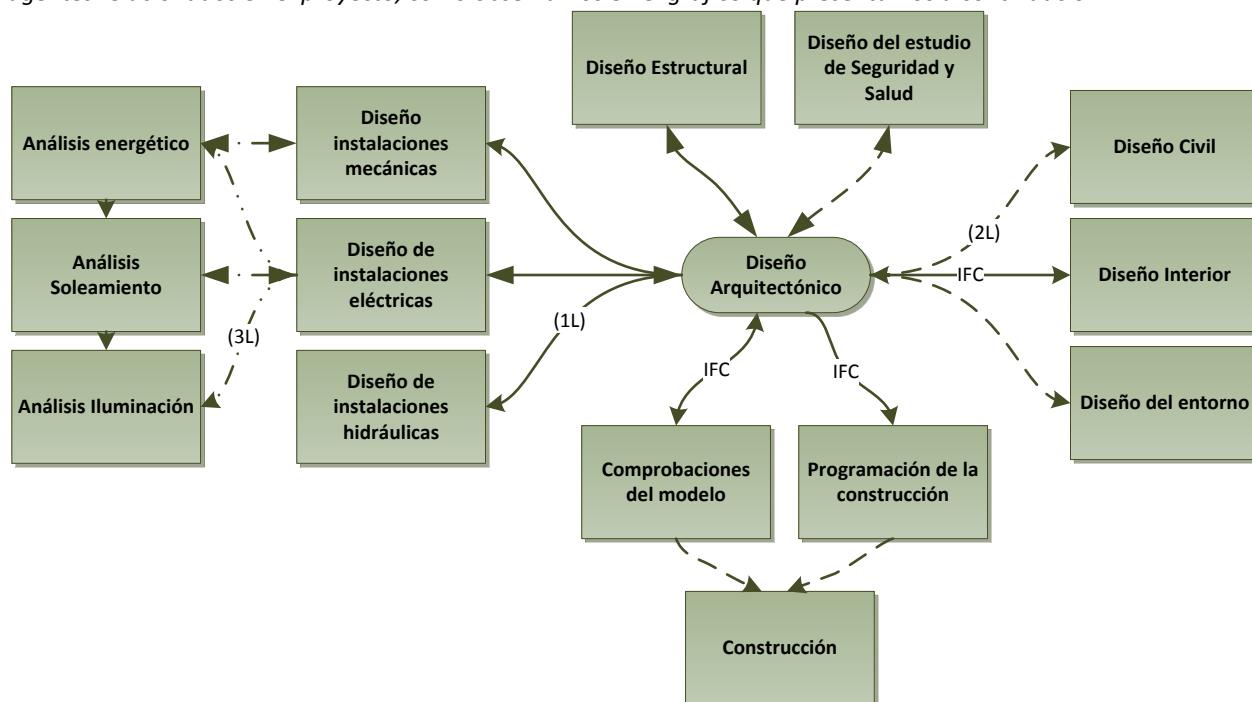 Diseño Estructural
Diseño del estudio
de Seguridad y
Salud
Análisis energético
Diseño
instalaciones
mecánicas
Diseño Civil
(2L)
Análisis
Soleamiento
Diseño de
instalaciones
eléctricas
Diseño
Arquitectónico
IFC
Diseño Interior
(3L)
(1L)
Análisis Iluminación
Diseño de
instalaciones
hidráulicas
IFC
IFC
Diseño del entorno
Comprobaciones
del modelo
Programación de la
construcción
Construcción